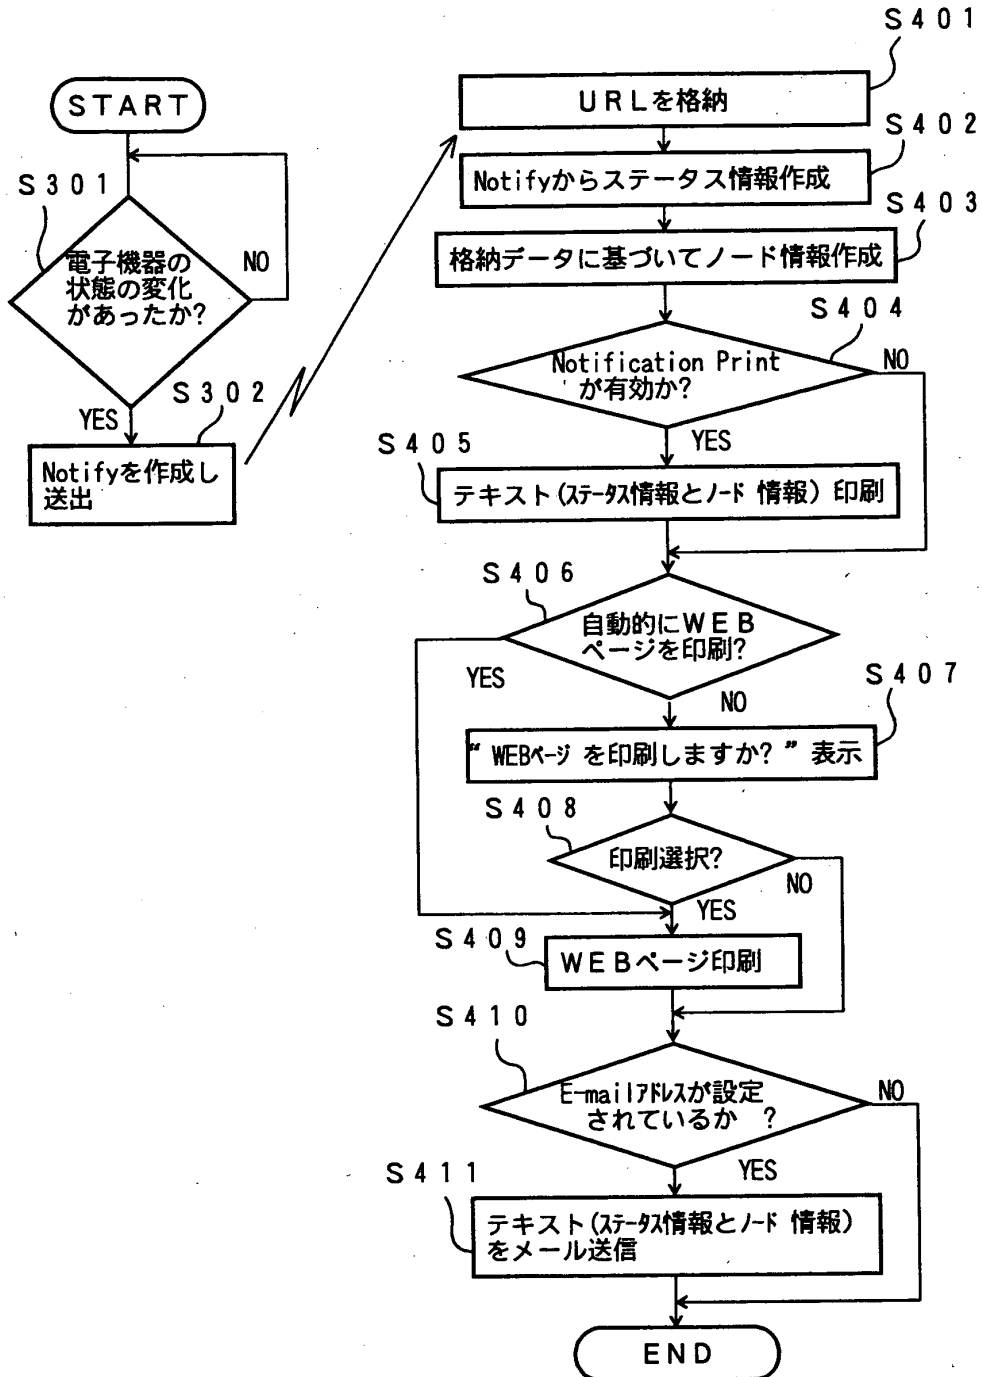 START
S301
電子機器の
状態の変化
があったか?
NO
YES
S302
Notifyを作成し
送出
S401
URLを格納
S402
Notifyからステータス情報作成
S403
格納データに基づいてノード情報作成
S404
Notification Print
が有効か?
NO
YES
S405
テキスト(ステータス情報とノード 情報) 印刷
S406
自動的にWEB
ページを印刷?
YES
NO
S407
“ WEBページ を印刷しますか? ” 表示
S408
印刷選択?
NO
YES
S409
WEBページ印刷
S410
E-mailアドレスが設定
されているか ?
NO
YES
S411
テキスト(ステータス情報とノード 情報)
をメール送信
END